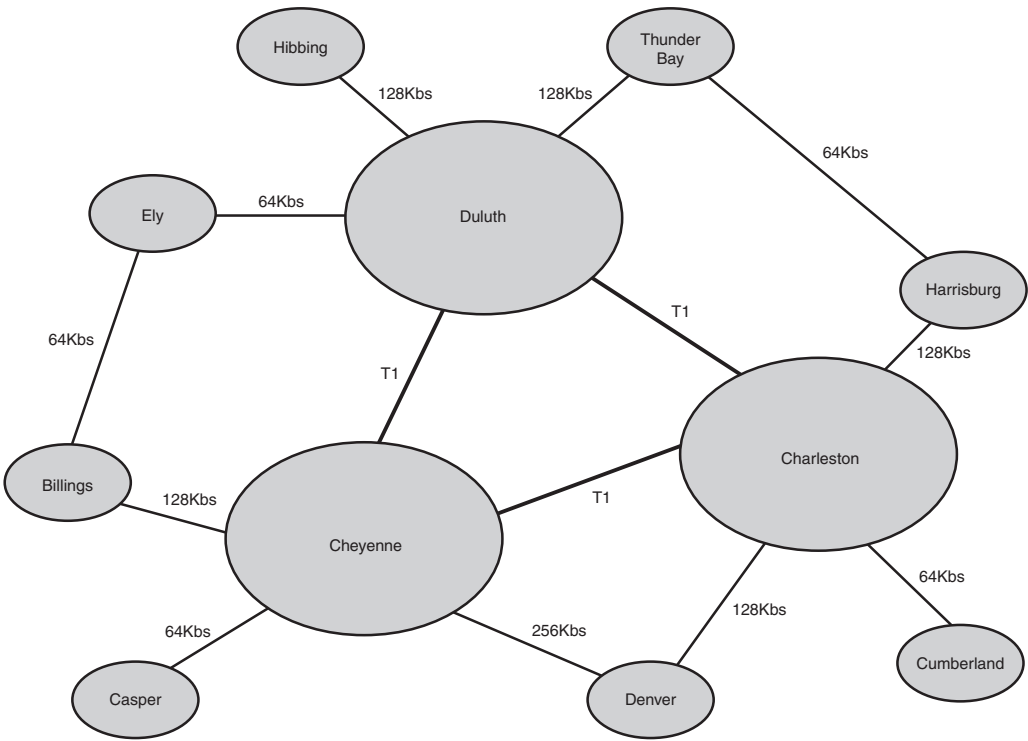 Hibbing
Thunder
Bay
128Kbs
128Kbs
64Kbs
Ely
64Kbs
Duluth
Harrisburg
T1
64Kbs
128Kbs
T1
Charleston
Billings
128Kbs
T1
Cheyenne
64Kbs
128Kbs
64Kbs
256Kbs
Cumberland
Casper
Denver